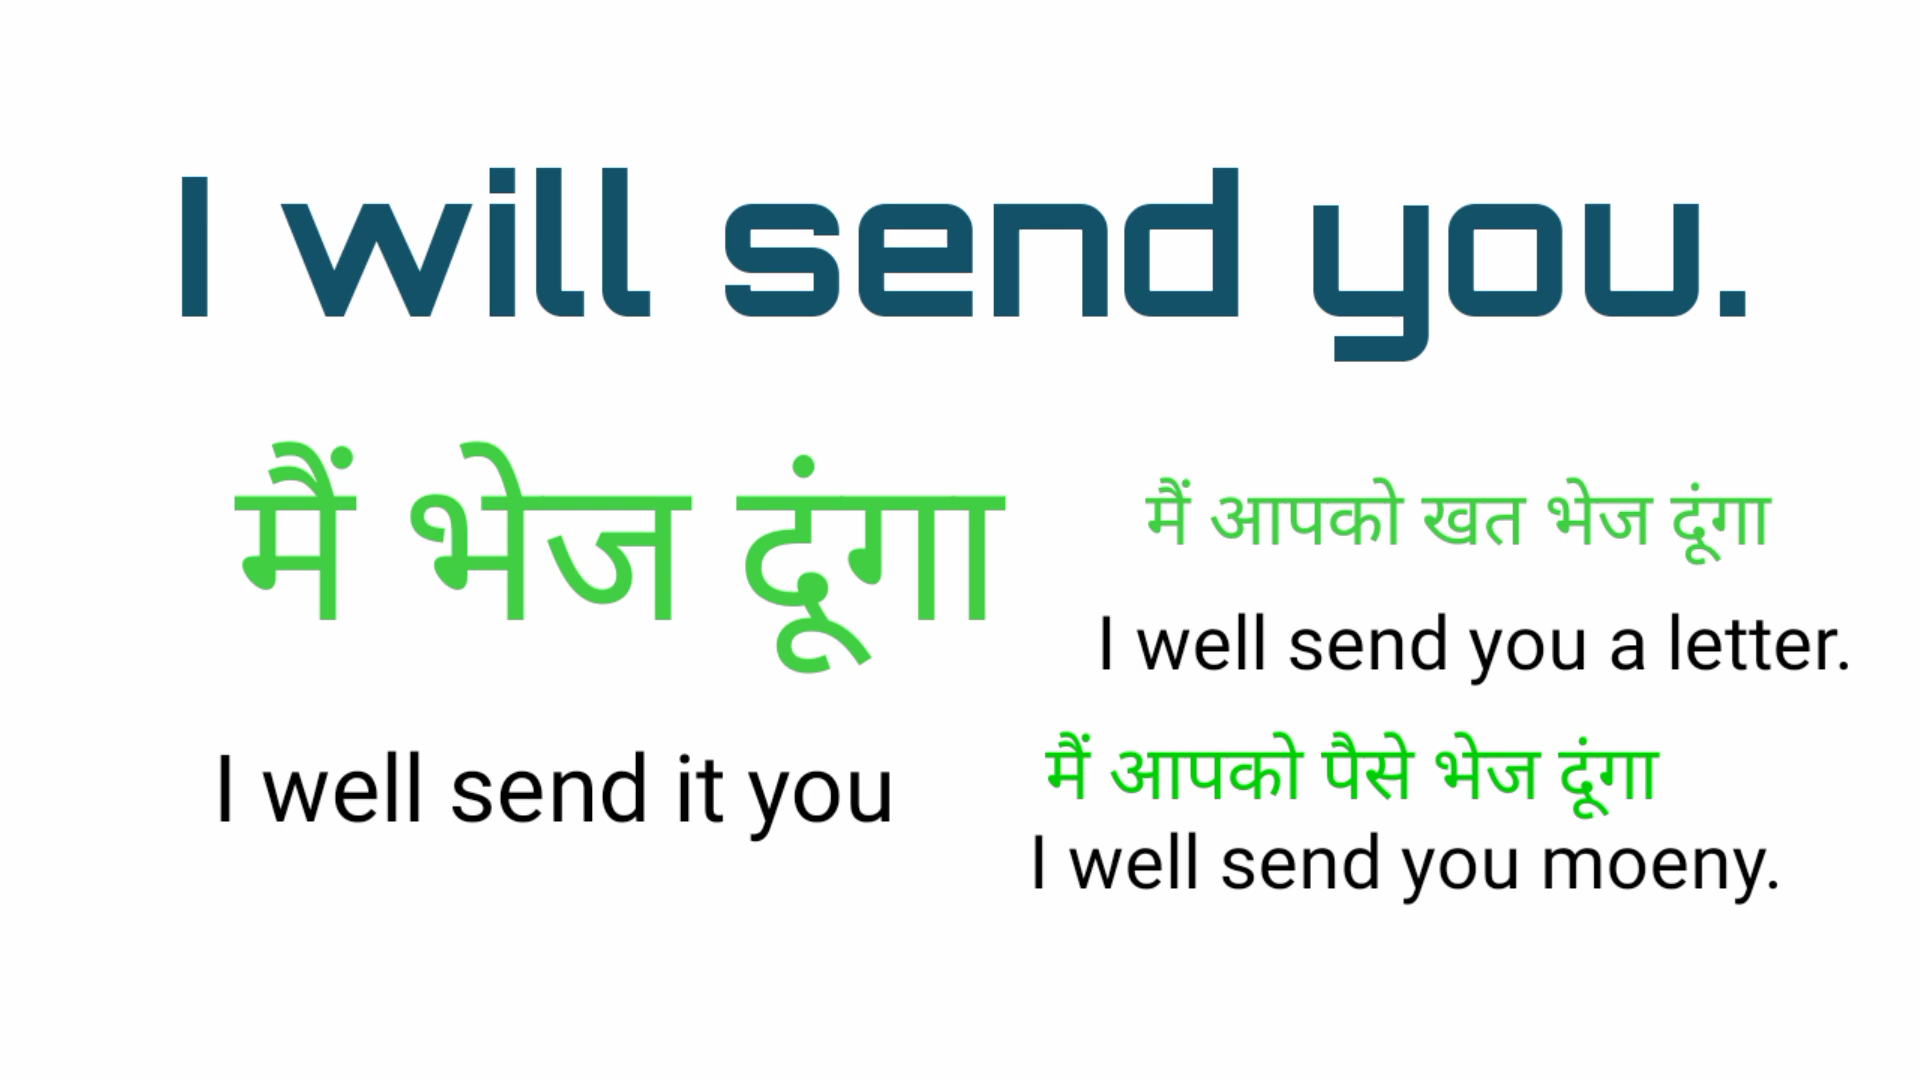 I will send you.
मैं भेज दूंगा
I well send it you
मैं आपको खत भेज दूंगा
I well send you a letter.
मैं आपको पैसे भेज दूंगा
I well send you moeny.